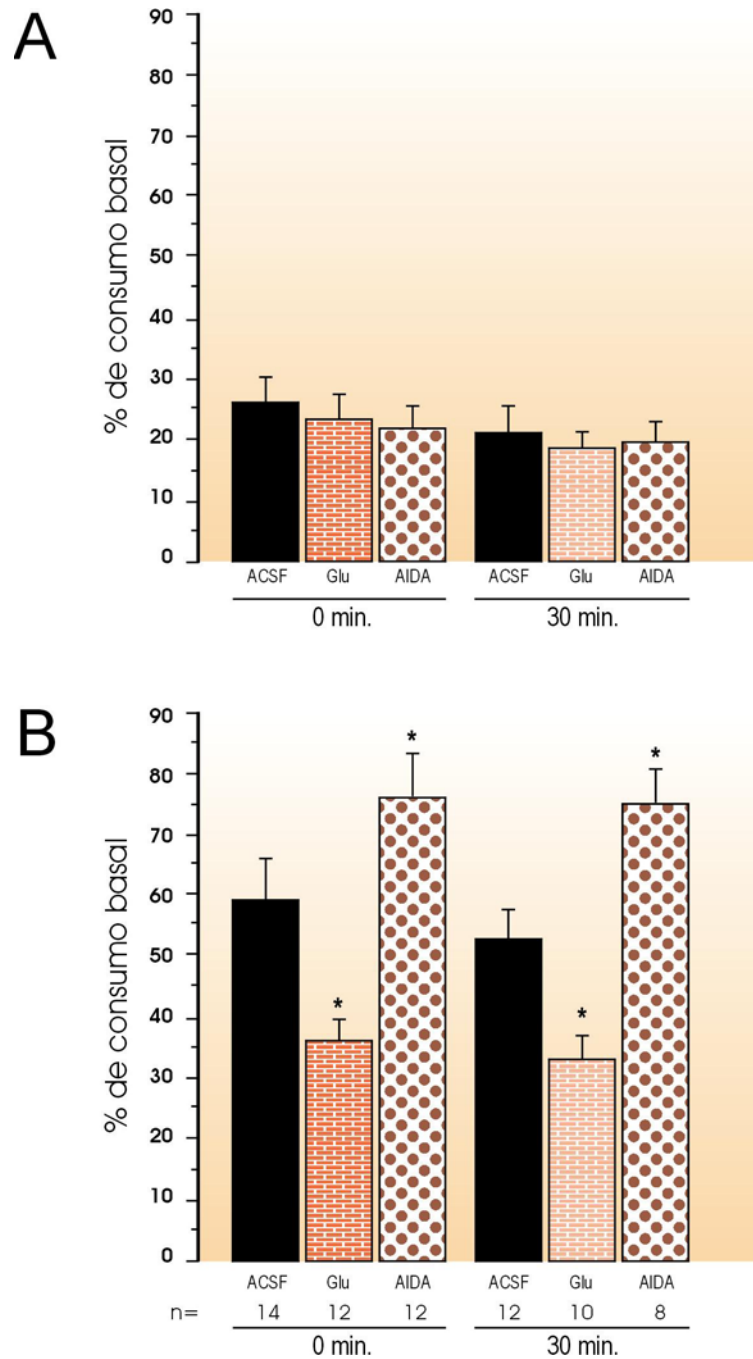 A
% de consumo basal
90
80
70
60
50
40
30
20
10
0
ACSF Glu AIDA ACSF Glu AIDA
0 min. 30 min.
B
% de consumo basal
90
80
70
60
50
40
30
20
10
0
* * * *
ACSF Glu AIDA ACSF Glu AIDA
n= 14 12 12 12 10 8
0 min. 30 min.